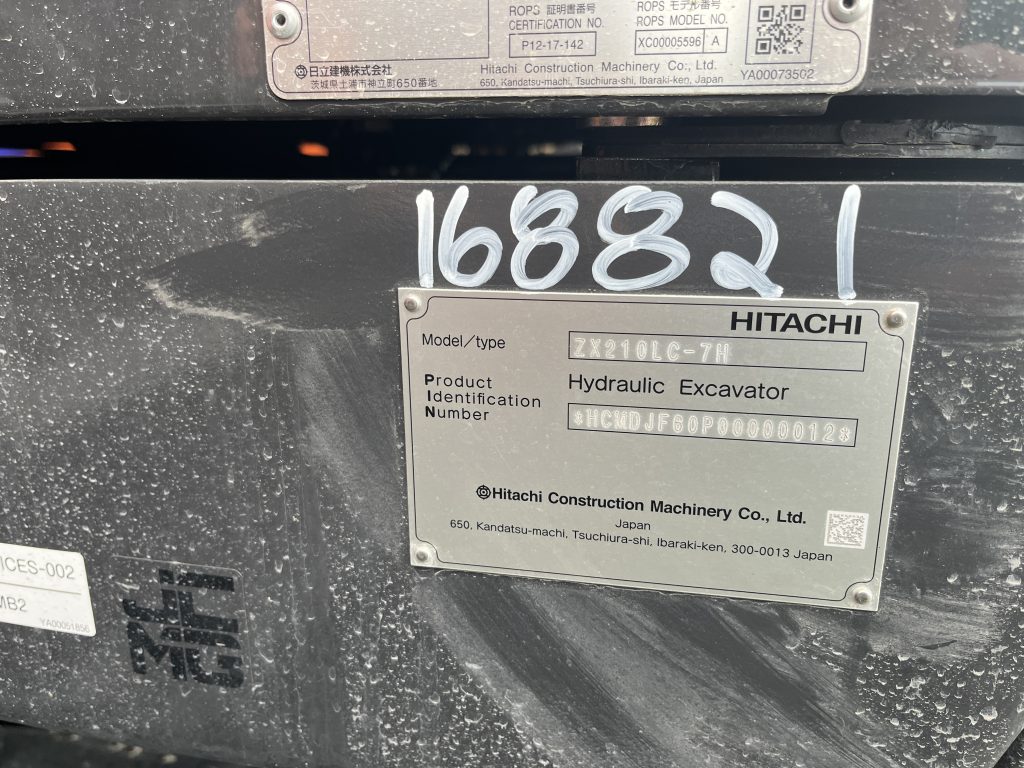 ROPS 証明書番号
CERTIFICATION NO.
P12-17-142
ROPS モデル番号
ROPS MODEL NO.
XC00005596 A
日立建機株式会社
茨城県土浦市神立町650番地
Hitachi Construction Machinery Co., Ltd.
650, Kandatsu-machi, Tsuchiura-shi, Ibaraki-ken, Japan
YA00073502
168821
HITACHI
Model/type
ZX210LC-7H
Hydraulic Excavator
Product
Identification
Number
*HCMDJF60P00000012*
Hitachi Construction Machinery Co., Ltd.
Japan
650, Kandatsu-machi, Tsuchiura-shi, Ibaraki-ken, 300-0013 Japan
ICES-002
MB2
YA00051856
JC
MG